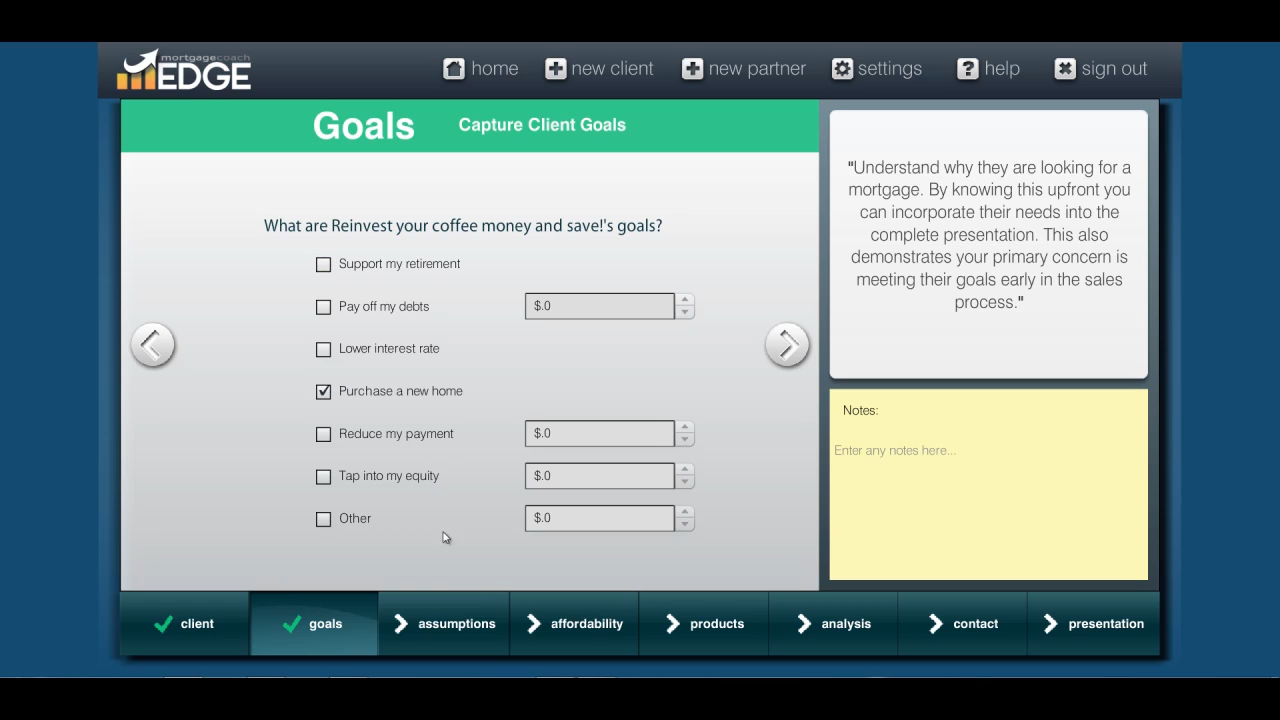 mortgagecoach
EDGE
home
new client
new partner
settings
help
sign out
Goals
Capture Client Goals
What are Reinvest your coffee money and save!'s goals?
Support my retirement
Pay off my debts
$.0
Lower interest rate
Purchase a new home
Reduce my payment
$.0
Tap into my equity
$.0
Other
$.0
"Understand why they are looking for a
mortgage. By knowing this upfront you
can incorporate their needs into the
complete presentation. This also
demonstrates your primary concern is
meeting their goals early in the sales
process."
Notes:
Enter any notes here...
client
goals
assumptions
affordability
products
analysis
contact
presentation